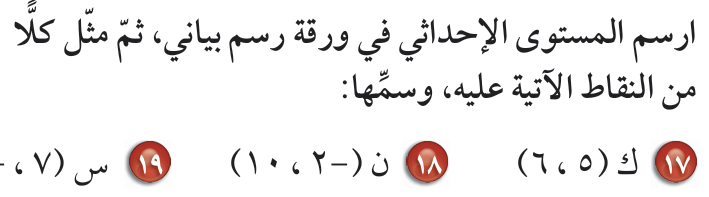 ارسم المستوى الإحداثي في ورقة رسم بياني، ثمّ مثّل كلًّا
من النقاط الآتية عليه، وسمِّها:
١٧ ك (٥ ، ٦) ١٨ ن (–٢ ، ١٠) ١٩ س (٧ ، –